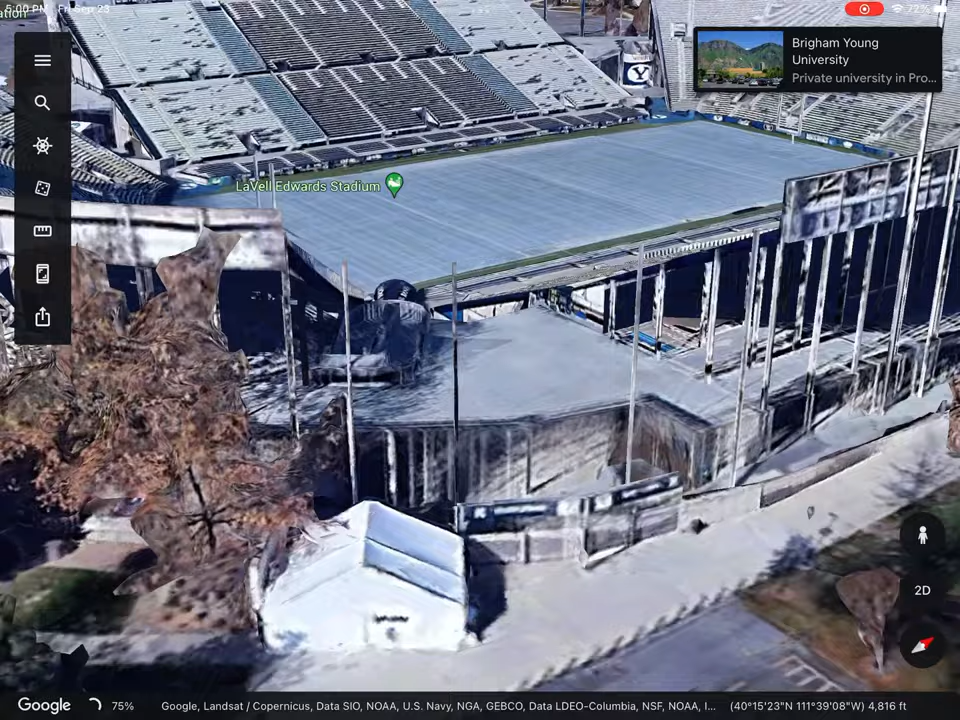 5:00 PM Fri Sep 23
72%
Brigham Young
University
Private university in Pro...
Y
LaVell Edwards Stadium
2D
Google
75%
Google, Landsat / Copernicus, Data SIO, NOAA, U.S. Navy, NGA, GEBCO, Data LDEO-Columbia, NSF, NOAA, I...
(40°15'23"N 111°39'08"W) 4,816 ft